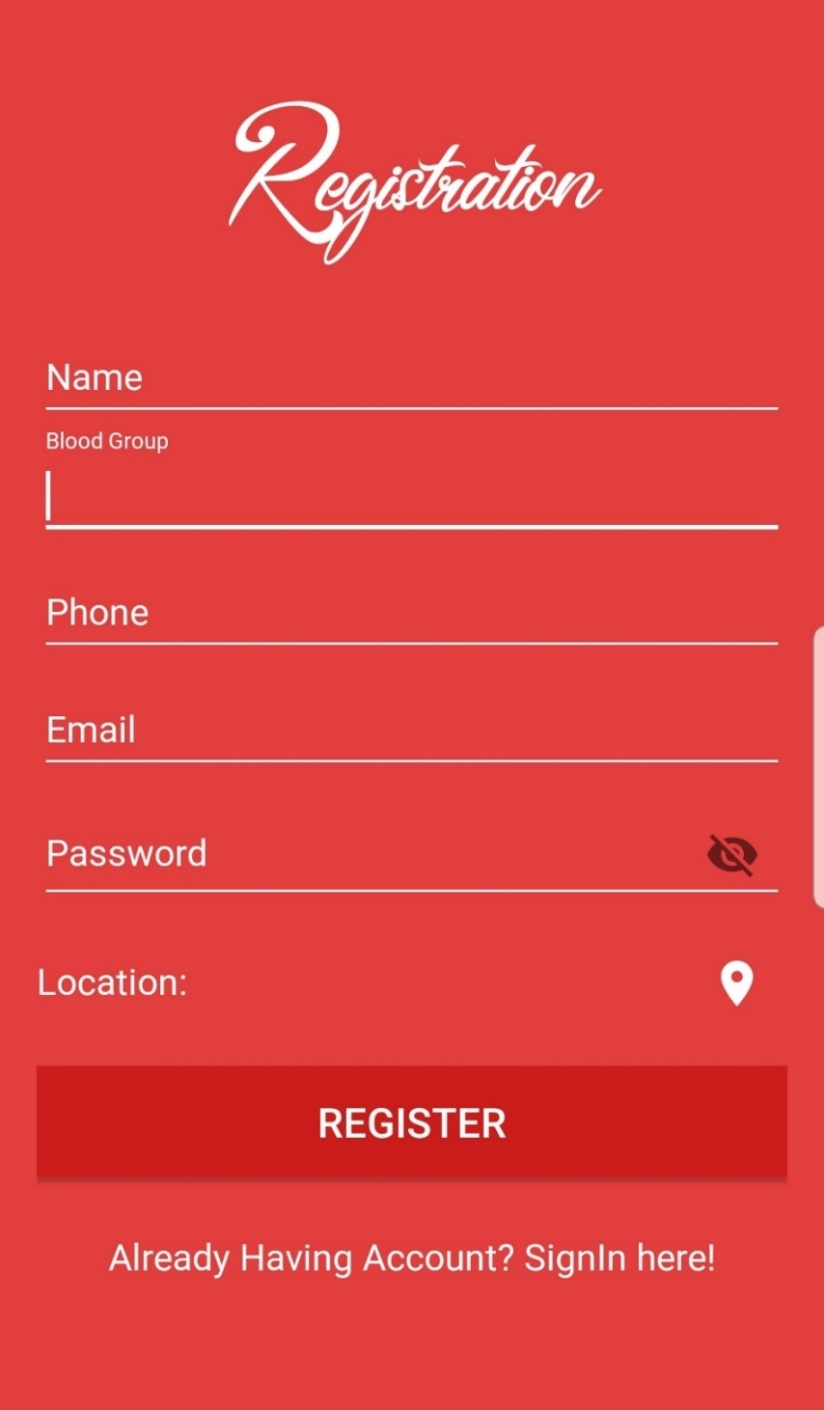 Registration
Name
Blood Group
Phone
Email
Password
Location:
REGISTER
Already Having Account? SignIn here!